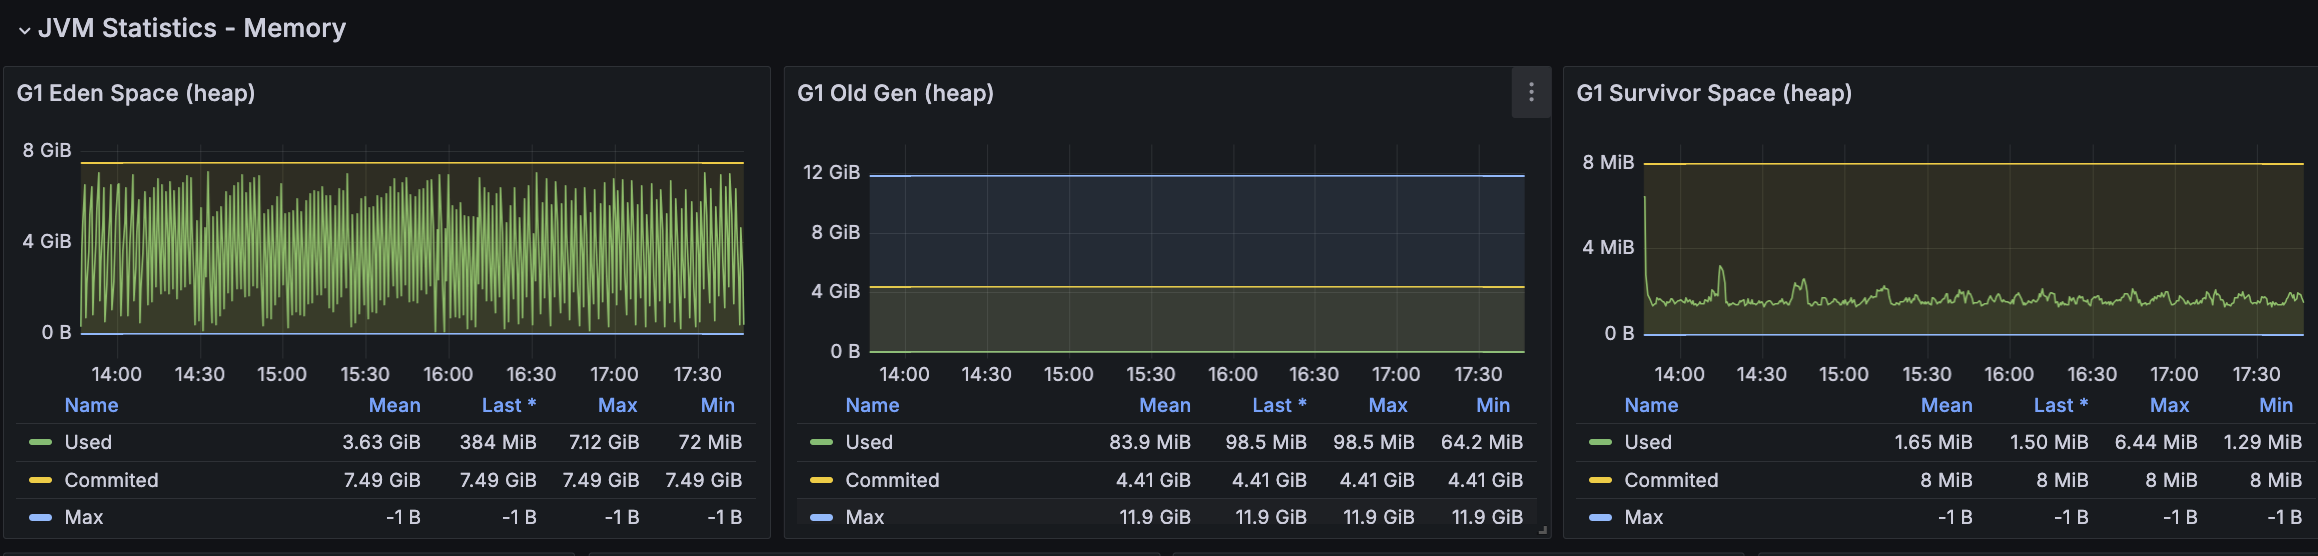 JVM Statistics - Memory
G1 Eden Space (heap)
8 GiB
4 GiB
0 B
14:00 14:30 15:00 15:30 16:00 16:30 17:00 17:30
Name Mean Last * Max Min
Used 3.63 GiB 384 MiB 7.12 GiB 72 MiB
Commited 7.49 GiB 7.49 GiB 7.49 GiB 7.49 GiB
Max -1 B -1 B -1 B -1 B
G1 Old Gen (heap)
12 GiB
8 GiB
4 GiB
0 B
14:00 14:30 15:00 15:30 16:00 16:30 17:00 17:30
Name Mean Last * Max Min
Used 83.9 MiB 98.5 MiB 98.5 MiB 64.2 MiB
Commited 4.41 GiB 4.41 GiB 4.41 GiB 4.41 GiB
Max 11.9 GiB 11.9 GiB 11.9 GiB 11.9 GiB
G1 Survivor Space (heap)
8 MiB
4 MiB
0 B
14:00 14:30 15:00 15:30 16:00 16:30 17:00 17:30
Name Mean Last * Max Min
Used 1.65 MiB 1.50 MiB 6.44 MiB 1.29 MiB
Commited 8 MiB 8 MiB 8 MiB 8 MiB
Max -1 B -1 B -1 B -1 B